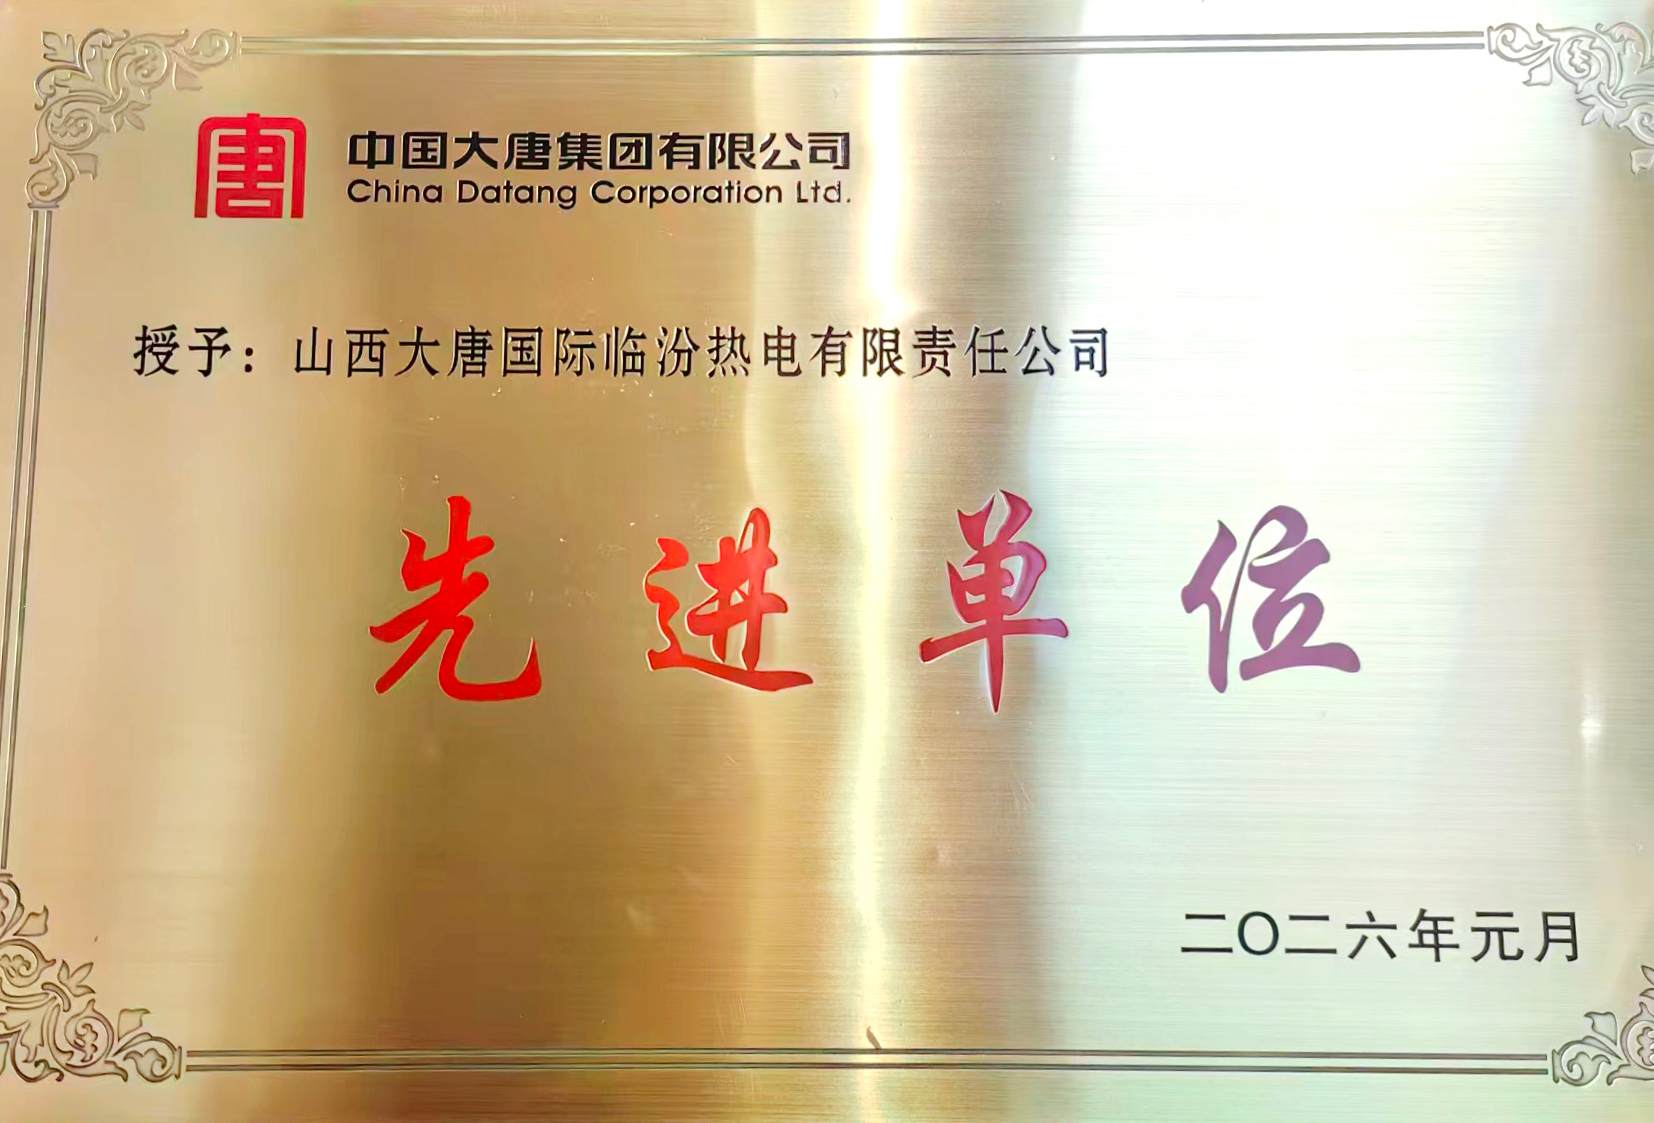 唐
中国大唐集团有限公司
China Datang Corporation Ltd.
授予：山西大唐国际临汾热电有限责任公司
先进单位
二〇二六年元月